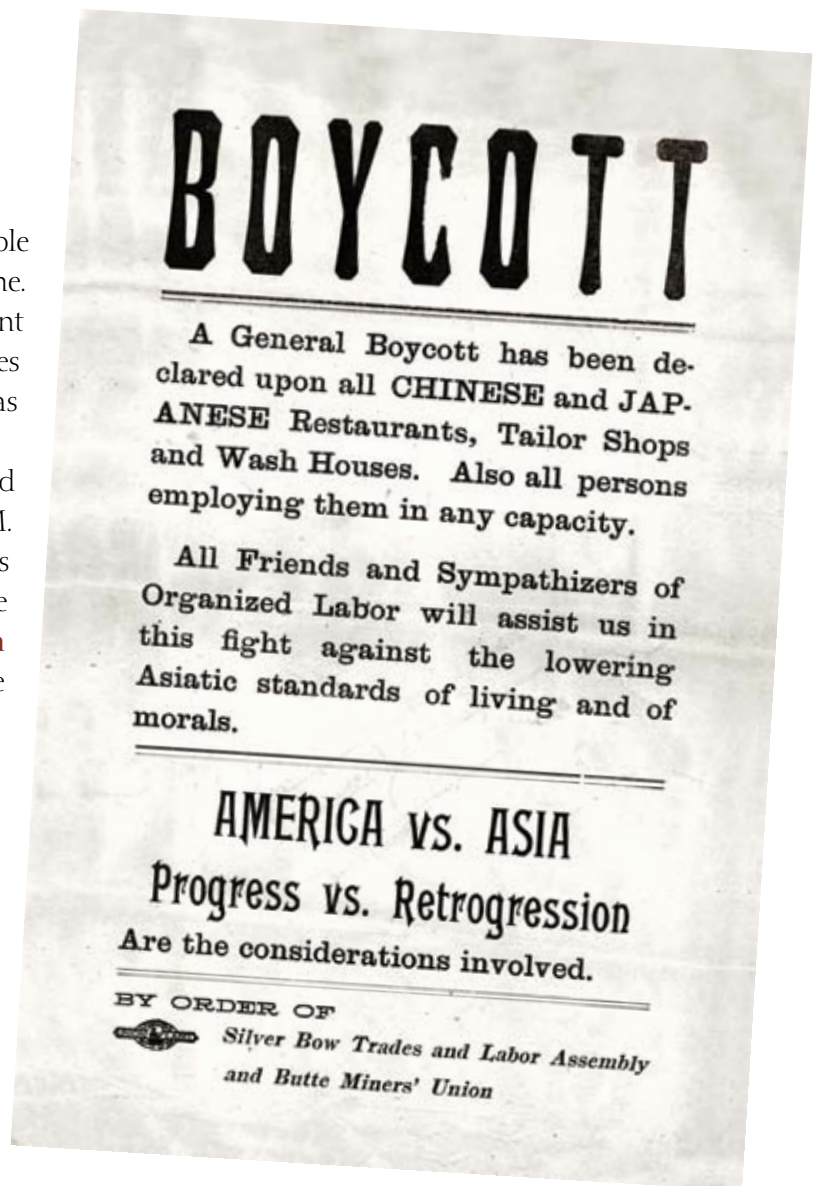 BOYCOTT
A General Boycott has been de-
clared upon all CHINESE and JAP-
ANESE Restaurants, Tailor Shops
and Wash Houses. Also all persons
employing them in any capacity.
All Friends and Sympathizers of
Organized Labor will assist us in
this fight against the lowering
Asiatic standards of living and of
morals.
AMERICA vs. ASIA
Progress vs. Retrogression
Are the considerations involved.
BY ORDER OF
Silver Bow Trades and Labor Assembly
and Butte Miners' Union